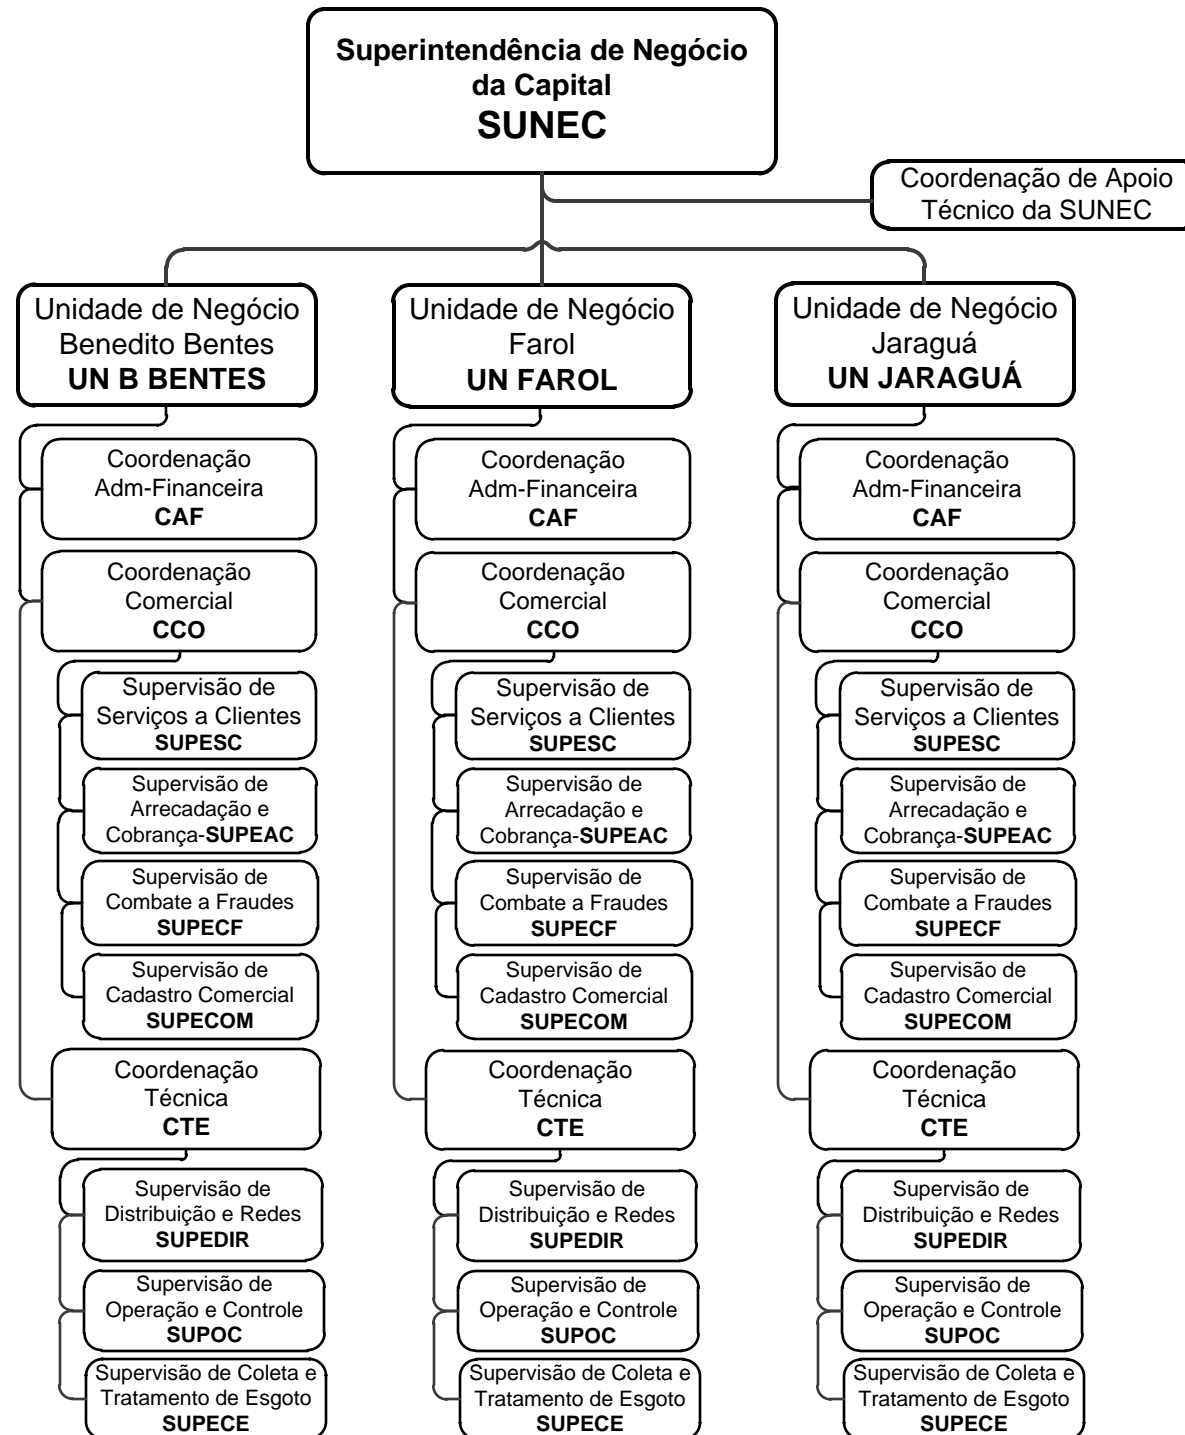 Superintendência de Negócio
da Capital
SUNEC
Coordenação de Apoio
Técnico da SUNEC
Unidade de Negócio
Benedito Bentes
UN B BENTES
Coordenação
Adm-Financeira
CAF
Coordenação
Comercial
CCO
Supervisão de
Serviços a Clientes
SUPESC
Supervisão de
Arrecadação e
Cobrança-SUPEAC
Supervisão de
Combate a Fraudes
SUPECF
Supervisão de
Cadastro Comercial
SUPECOM
Coordenação
Técnica
CTE
Supervisão de
Distribuição e Redes
SUPEDIR
Supervisão de
Operação e Controle
SUPOC
Supervisão de Coleta e
Tratamento de Esgoto
SUPECE
Unidade de Negócio
Farol
UN FAROL
Coordenação
Adm-Financeira
CAF
Coordenação
Comercial
CCO
Supervisão de
Serviços a Clientes
SUPESC
Supervisão de
Arrecadação e
Cobrança-SUPEAC
Supervisão de
Combate a Fraudes
SUPECF
Supervisão de
Cadastro Comercial
SUPECOM
Coordenação
Técnica
CTE
Supervisão de
Distribuição e Redes
SUPEDIR
Supervisão de
Operação e Controle
SUPOC
Supervisão de Coleta e
Tratamento de Esgoto
SUPECE
Unidade de Negócio
Jaraguá
UN JARAGUÁ
Coordenação
Adm-Financeira
CAF
Coordenação
Comercial
CCO
Supervisão de
Serviços a Clientes
SUPESC
Supervisão de
Arrecadação e
Cobrança-SUPEAC
Supervisão de
Combate a Fraudes
SUPECF
Supervisão de
Cadastro Comercial
SUPECOM
Coordenação
Técnica
CTE
Supervisão de
Distribuição e Redes
SUPEDIR
Supervisão de
Operação e Controle
SUPOC
Supervisão de Coleta e
Tratamento de Esgoto
SUPECE